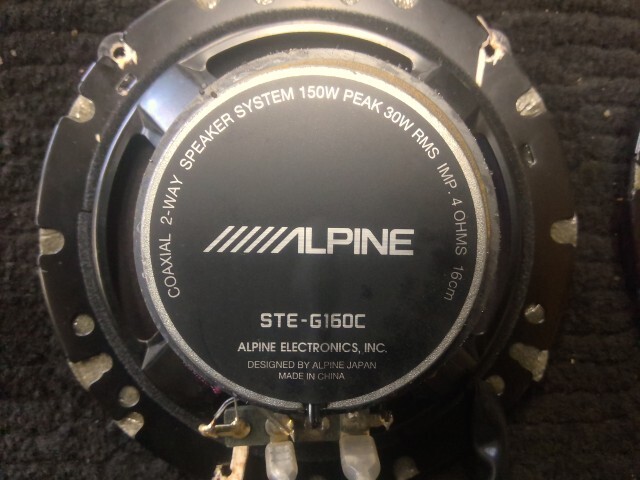 COAXIAL 2-WAY SPEAKER SYSTEM 150W PEAK 30W RMS IMP. 4 OHMS 16cm
ALPINE
STE-G160C
ALPINE ELECTRONICS, INC.
DESIGNED BY ALPINE JAPAN
MADE IN CHINA